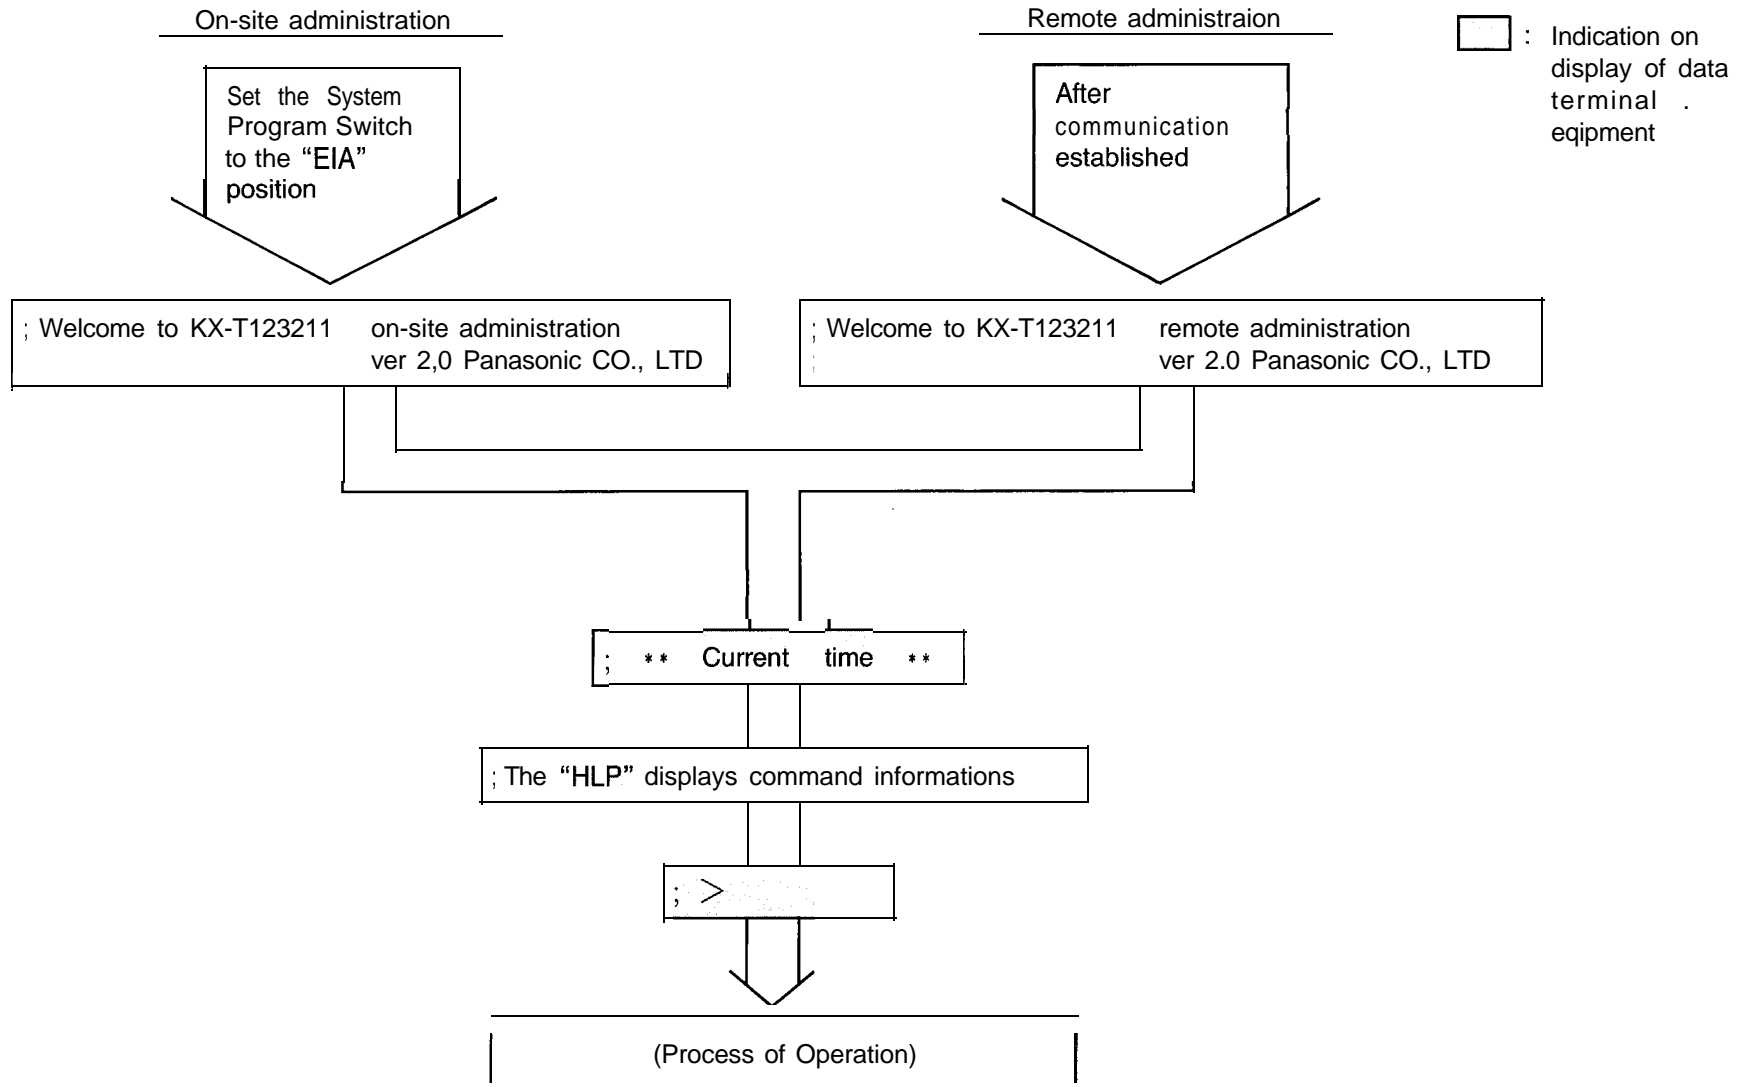 On-site administration
Remote administraion
: Indication on
display of data
terminal .
eqipment
Set the System
Program Switch
to the “EIA”
position
After
communication
established
; Welcome to KX-T123211 on-site administration
ver 2,0 Panasonic CO., LTD
; Welcome to KX-T123211 remote administration
; ver 2.0 Panasonic CO., LTD
; ** Current time **
; The “HLP” displays command informations
; >
(Process of Operation)